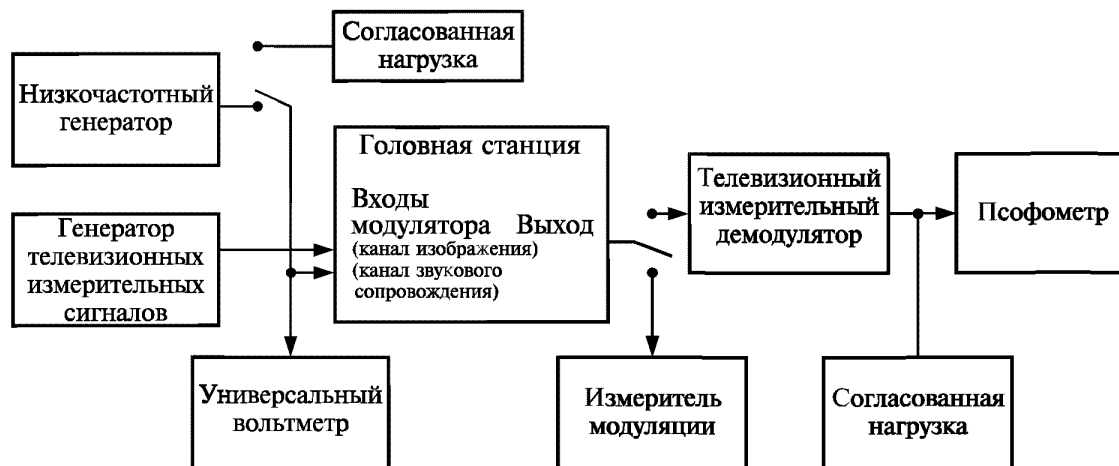 Согласованная
нагрузка
Низкочастотный
генератор
Головная станция
Входы
модулятора Выход
(канал изображения)
(канал звукового
сопровождения)
Телевизионный
измерительный
демодулятор
Псофометр
Генератор
телевизионных
измерительных
сигналов
Универсальный
вольтметр
Измеритель
модуляции
Согласованная
нагрузка